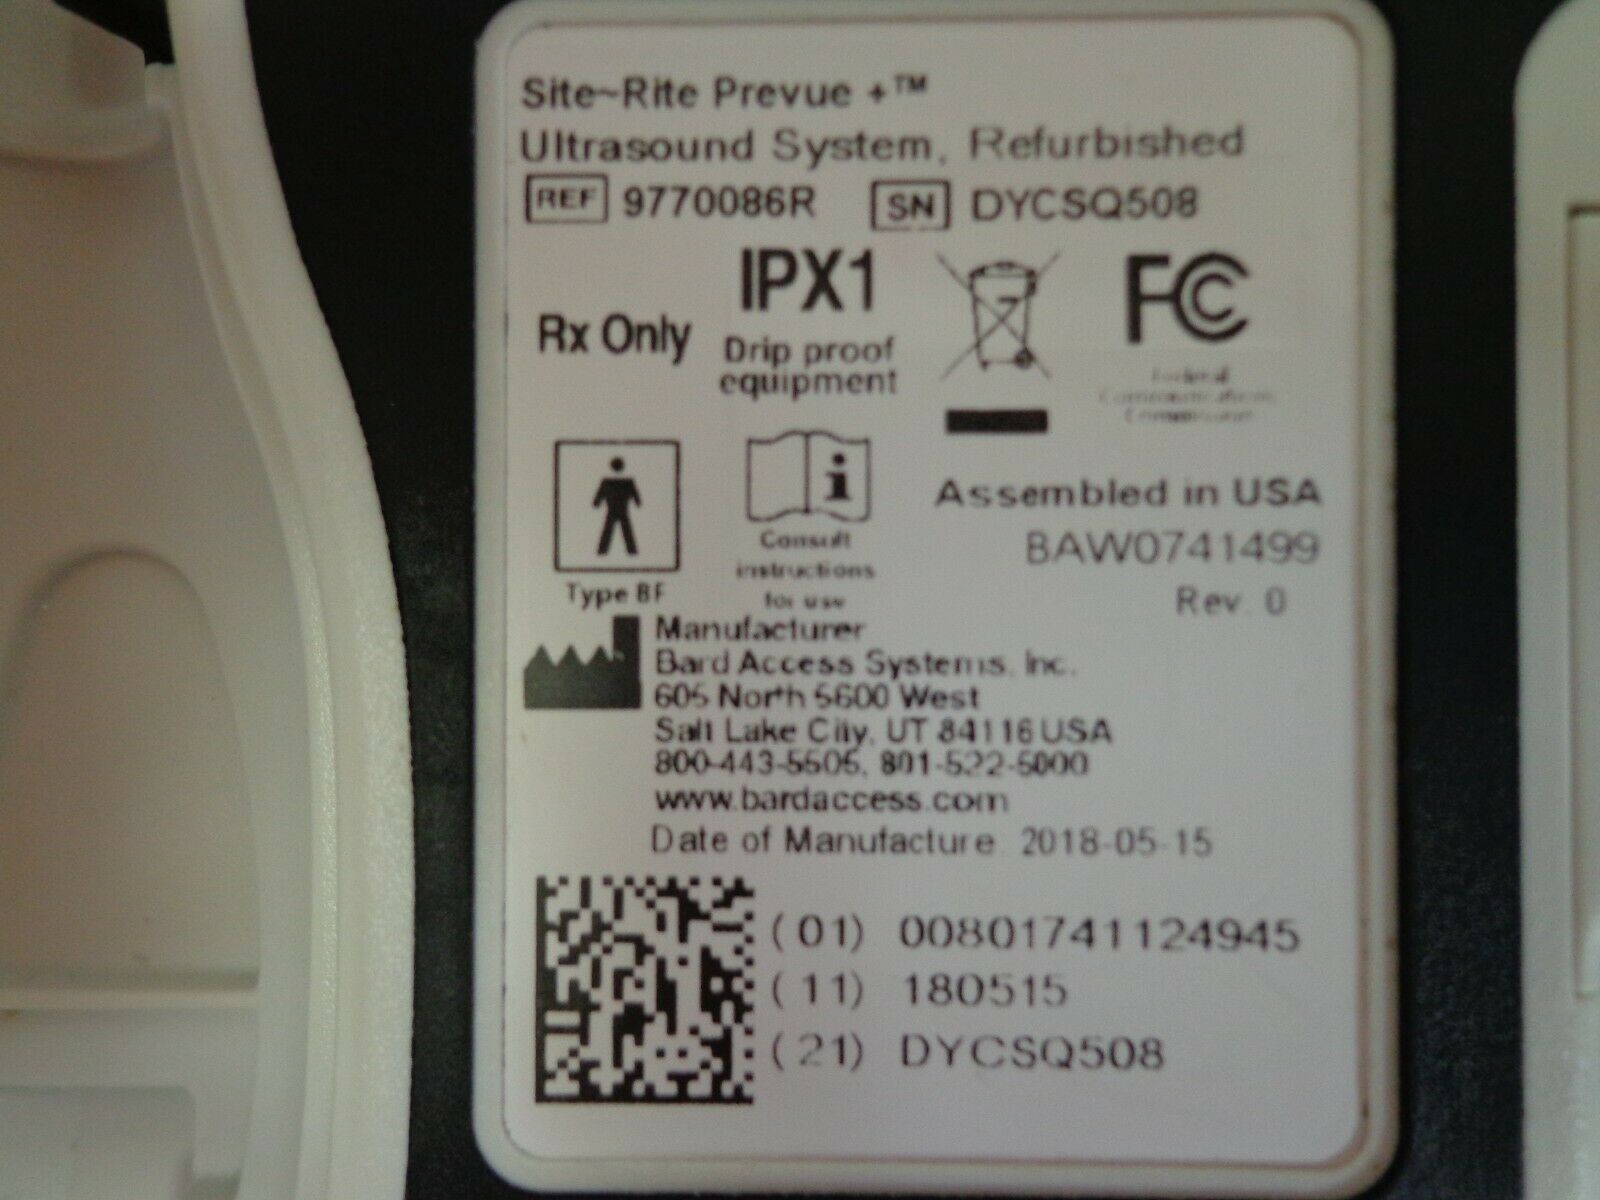 Site~Rite Prevue +™
Ultrasound System, Refurbished
REF 9770086R SN DYCSQ508
Rx Only
IPX1
Drip proof
equipment
FC
Federal
Communications
Commission
Type BF
Consult
instructions
for use
Assembled in USA
BAW0741499
Rev. 0
Manufacturer
Bard Access Systems, Inc.
605 North 5600 West
Salt Lake City, UT 84116 USA
800-443-5505, 801-522-5000
www.bardaccess.com
Date of Manufacture 2018-05-15
(01) 00801741124945
(11) 180515
(21) DYCSQ508